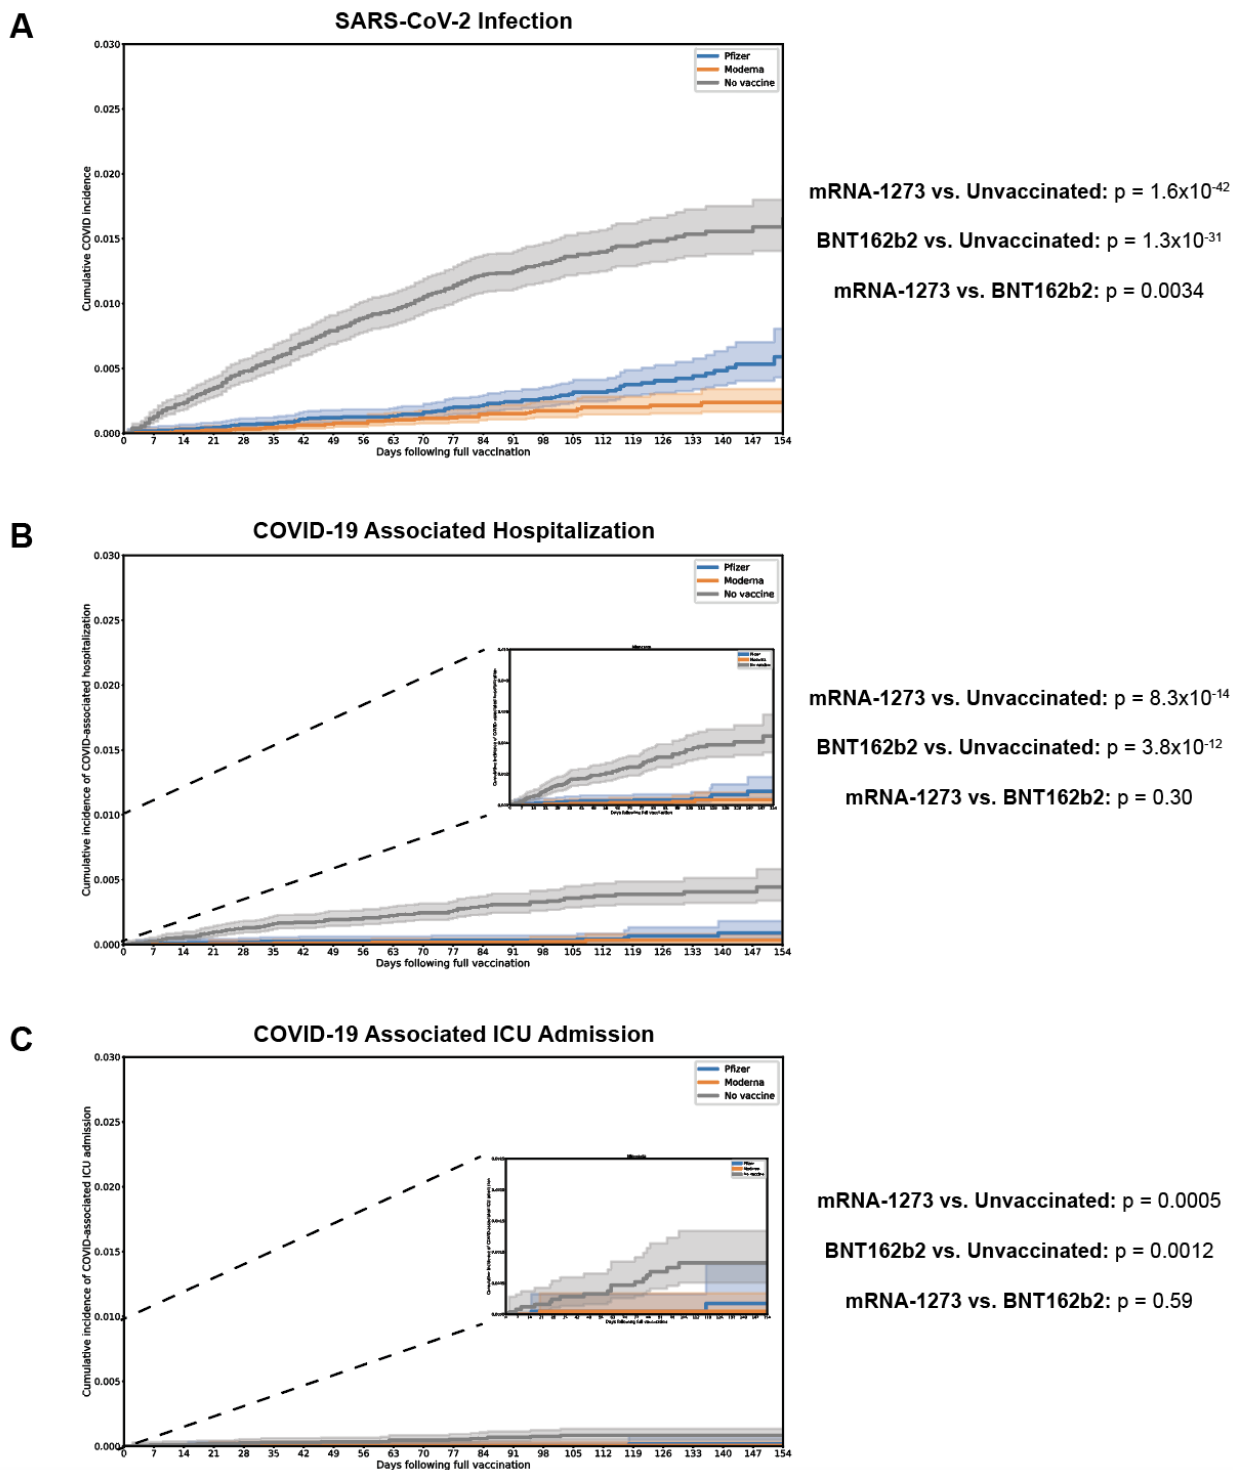 A
SARS-CoV-2 Infection
0.030
0.025
0.020
0.015
0.010
0.005
0.000
Cumulative COVID incidence
Pfizer
Moderna
No vaccine
0 7 14 21 28 35 42 49 56 63 70 77 84 91 98 105 112 119 126 133 140 147 154
Days following full vaccination
mRNA-1273 vs. Unvaccinated: p = 1.6x10⁻⁴²
BNT162b2 vs. Unvaccinated: p = 1.3x10⁻³¹
mRNA-1273 vs. BNT162b2: p = 0.0034
B
COVID-19 Associated Hospitalization
0.030
0.025
0.020
0.015
0.010
0.005
0.000
Cumulative incidence of COVID-associated hospitalization
Pfizer
Moderna
No vaccine
Days following full vaccination
0 7 14 21 28 35 42 49 56 63 70 77 84 91 98 105 112 119 126 133 140 147 154
Days following full vaccination
mRNA-1273 vs. Unvaccinated: p = 8.3x10⁻¹⁴
BNT162b2 vs. Unvaccinated: p = 3.8x10⁻¹²
mRNA-1273 vs. BNT162b2: p = 0.30
C
COVID-19 Associated ICU Admission
0.030
0.025
0.020
0.015
0.010
0.005
0.000
Cumulative incidence of COVID-associated ICU admission
Pfizer
Moderna
No vaccine
Days following full vaccination
0 7 14 21 28 35 42 49 56 63 70 77 84 91 98 105 112 119 126 133 140 147 154
Days following full vaccination
mRNA-1273 vs. Unvaccinated: p = 0.0005
BNT162b2 vs. Unvaccinated: p = 0.0012
mRNA-1273 vs. BNT162b2: p = 0.59